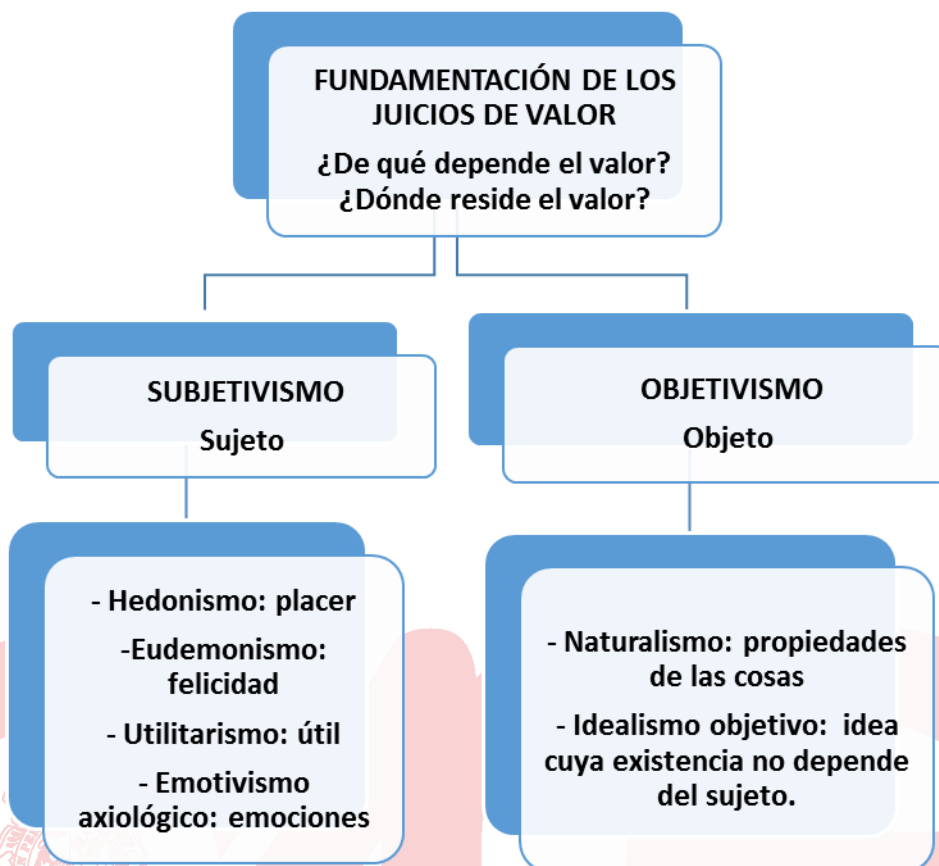 FUNDAMENTACIÓN DE LOS
JUICIOS DE VALOR
¿De qué depende el valor?
¿Dónde reside el valor?
SUBJETIVISMO
Sujeto
OBJETIVISMO
Objeto
- Hedonismo: placer
-Eudemonismo:
felicidad
- Utilitarismo: útil
- Emotivismo
axiológico: emociones
- Naturalismo: propiedades
de las cosas
- Idealismo objetivo: idea
cuya existencia no depende
del sujeto.